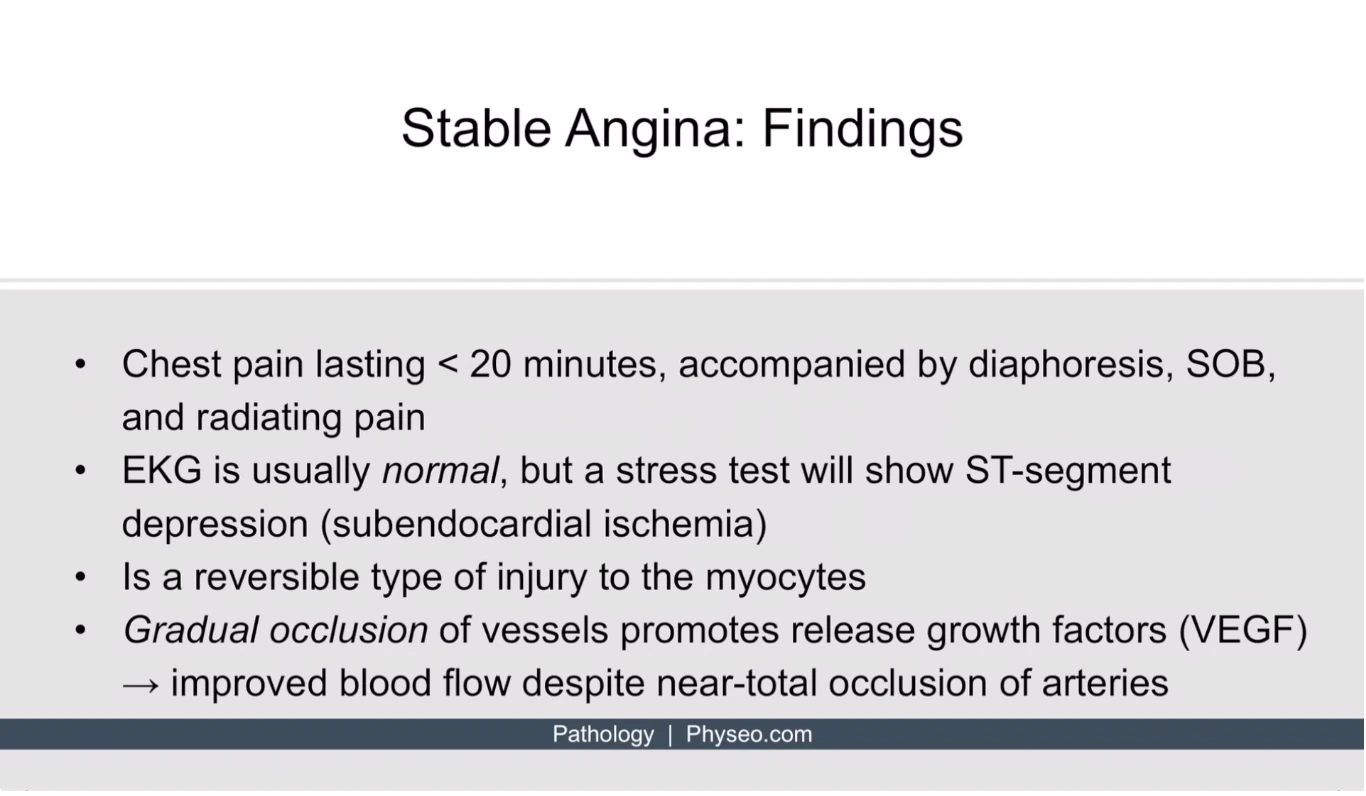 Stable Angina: Findings
• Chest pain lasting < 20 minutes, accompanied by diaphoresis, SOB,
and radiating pain
• EKG is usually normal, but a stress test will show ST-segment
depression (subendocardial ischemia)
• Is a reversible type of injury to the myocytes
• Gradual occlusion of vessels promotes release growth factors (VEGF)
→ improved blood flow despite near-total occlusion of arteries
Pathology | Physeo.com